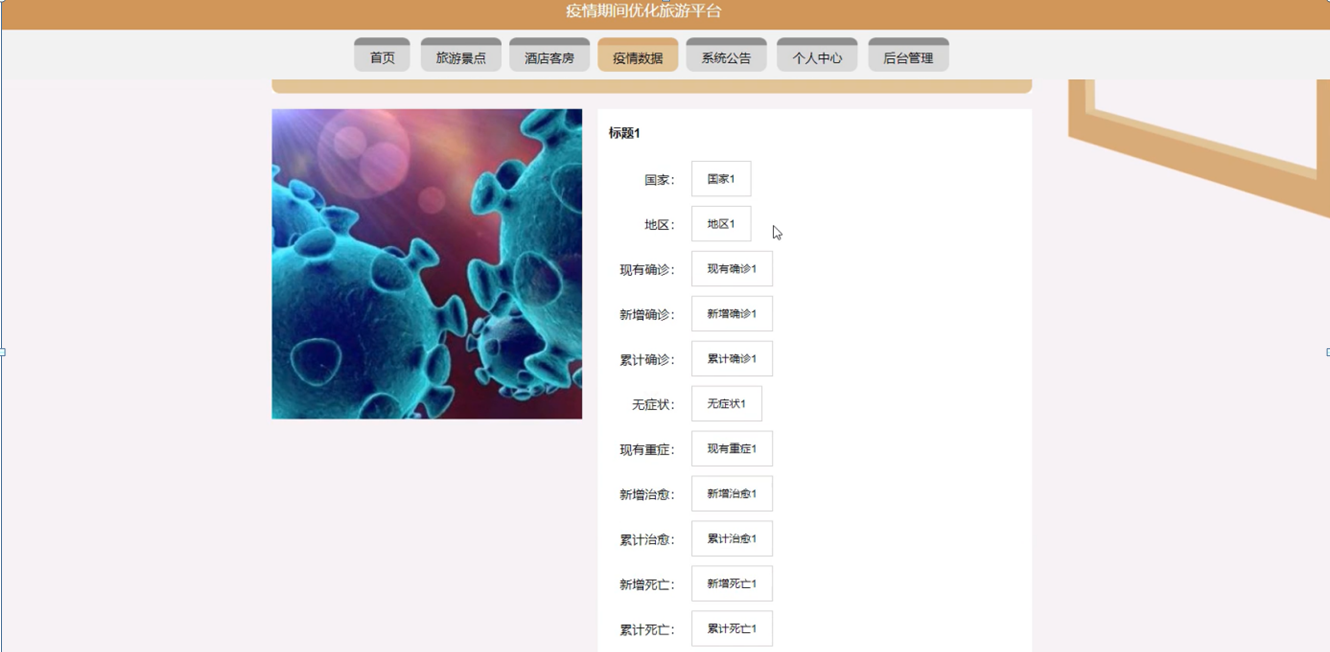 疫情期间优化旅游平台
首页 旅游景点 酒店客房 疫情数据 系统公告 个人中心 后台管理
标题1
国家： 国家1
地区： 地区1
现有确诊： 现有确诊1
新增确诊： 新增确诊1
累计确诊： 累计确诊1
无症状： 无症状1
现有重症： 现有重症1
新增治愈： 新增治愈1
累计治愈： 累计治愈1
新增死亡： 新增死亡1
累计死亡： 累计死亡1